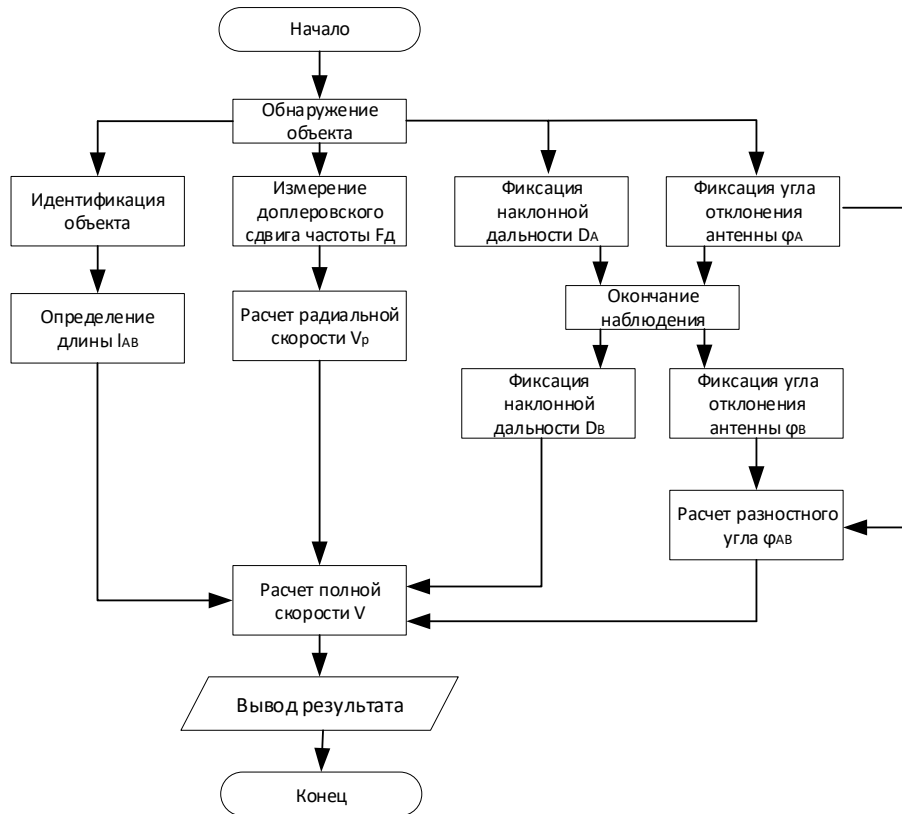 Начало
Обнаружение
объекта
Идентификация
объекта
Измерение
доплеровского
сдвига частоты Fд
Фиксация
наклонной
дальности DA
Фиксация угла
отклонения
антенны φA
Определение
длины lAB
Расчет радиальной
скорости Vр
Окончание
наблюдения
Фиксация
наклонной
дальности DB
Фиксация угла
отклонения
антенны φB
Расчет разностного
угла φAB
Расчет полной
скорости V
Вывод результата
Конец